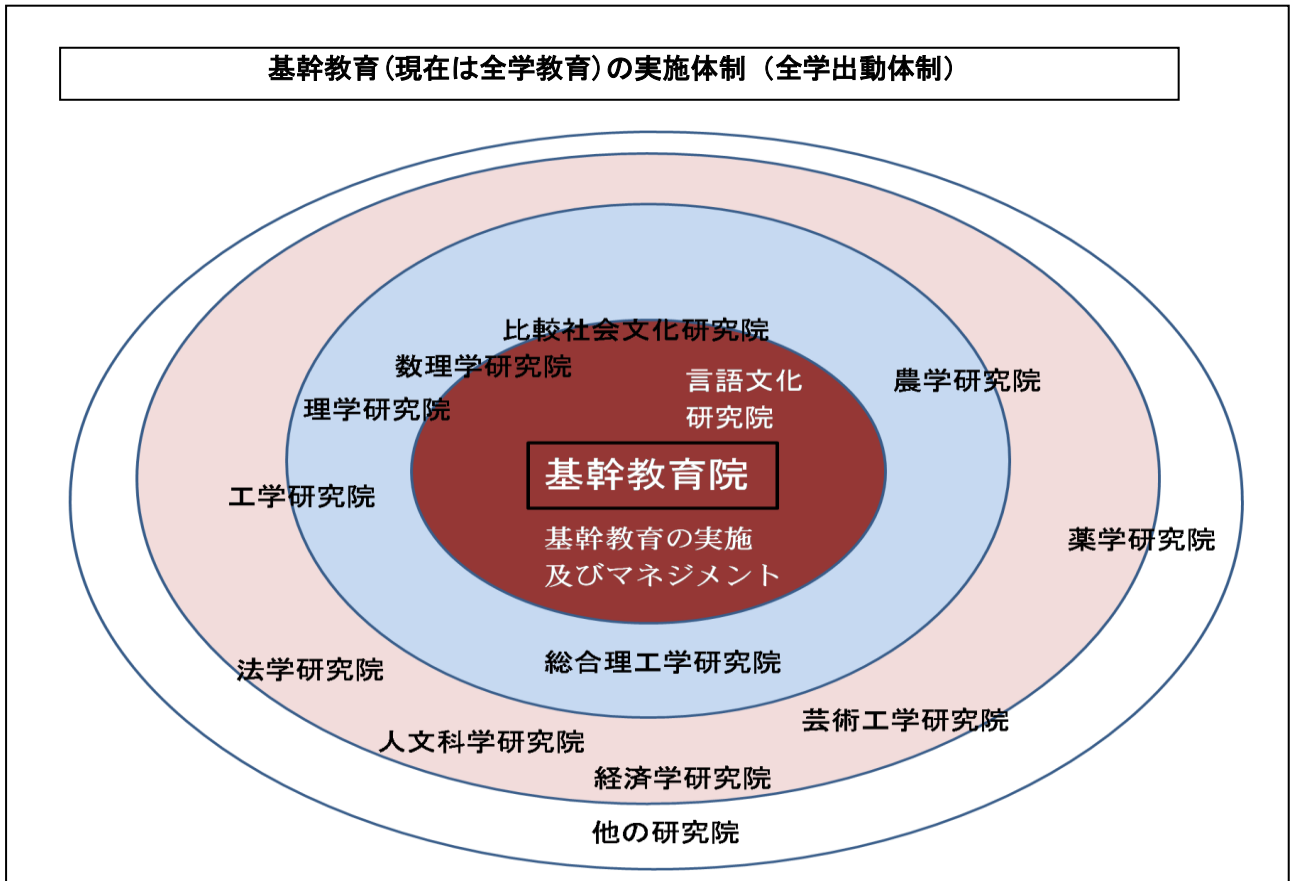 基幹教育(現在は全学教育)の実施体制（全学出動体制）
比較社会文化研究院
数理学研究院
言語文化
研究院
農学研究院
理学研究院
基幹教育院
工学研究院
基幹教育の実施
及びマネジメント
薬学研究院
法学研究院
総合理工学研究院
芸術工学研究院
人文科学研究院
経済学研究院
他の研究院